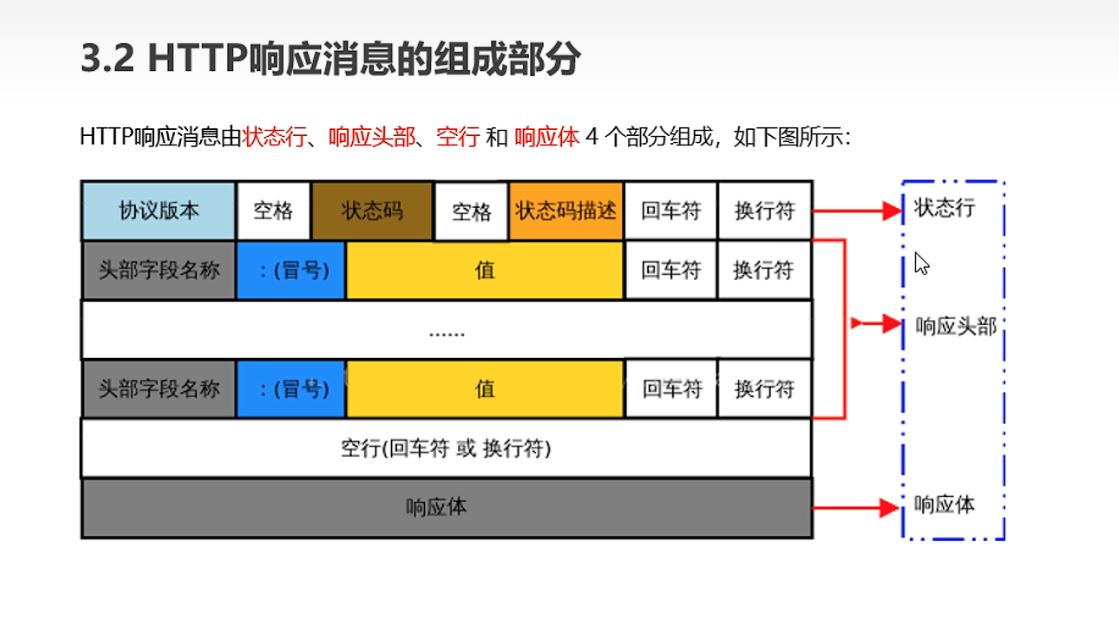 3.2 HTTP响应消息的组成部分
HTTP响应消息由状态行、响应头部、空行 和 响应体 4 个部分组成，如下图所示：
协议版本 空格 状态码 空格 状态码描述 回车符 换行符 状态行
头部字段名称 ：(冒号) 值 回车符 换行符
...... 响应头部
头部字段名称 ：(冒号) 值 回车符 换行符
空行(回车符 或 换行符)
响应体 响应体